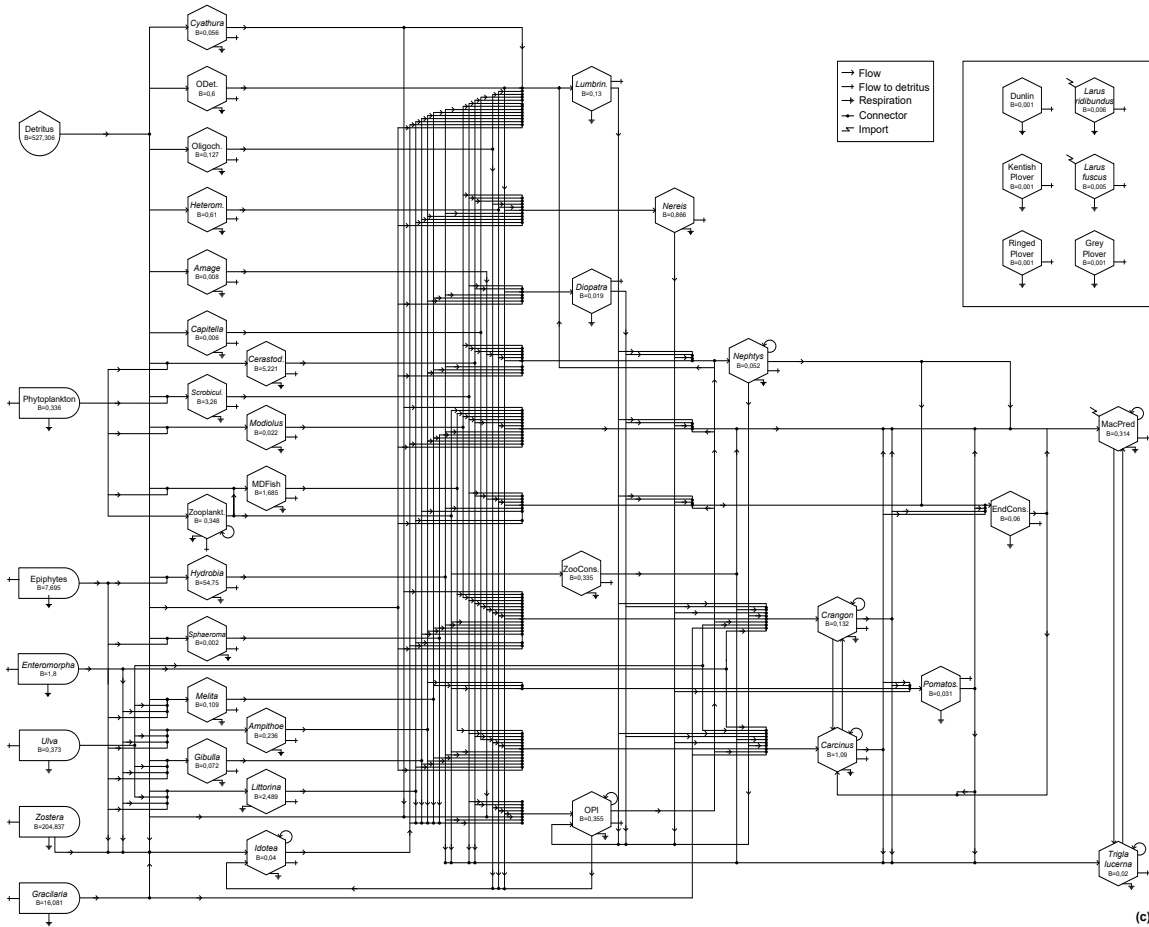 Cyathura
B=0,056
ODet.
B=0,6
Detritus
B=527,306
Oligoch.
B=0,127
Heterom.
B=0,61
Amage
B=0,008
Capitella
B=0,006
Cerastod.
B=5,221
Phytoplankton
B=0,336
Scrobicul.
B=3,26
Modiolus
B=0,022
MDFish
B=1,685
Zooplankt.
B= 0,348
Epiphytes
B=7,695
Hydrobia
B=54,75
Sphaeroma
B=0,002
Enteromorpha
B=1,8
Melita
B=0,109
Ulva
B=0,373
Ampithoe
B=0,236
Gibulla
B=0,072
Littorina
B=2,489
Zostera
B=204,837
Idotea
B=0,04
Gracilaria
B=16,081
Lumbrin.
B=0,13
Nereis
B=0,866
Diopatra
B=0,019
Nephtys
B=0,052
MacPred
B=0,314
EndCons.
B=0,06
ZooCons.
B=0,335
Crangon
B=0,132
Pomatos.
B=0,031
Carcinus
B=1,09
OPI
B=0,355
Trigla
lucerna
B=0,02
Flow
Flow to detritus
Respiration
Connector
Import
Dunlin
B=0,001
Larus
ridibundus
B=0,006
Kentish
Plover
B=0,001
Larus
fuscus
B=0,005
Ringed
Plover
B=0,001
Grey
Plover
B=0,001
(c)